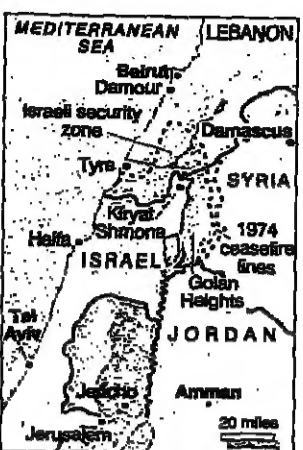 MEDITERRANEAN
SEA
LEBANON
Beirut
Damour
Israeli security
zone
Damascus
Tyre
SYRIA
Kiryat
Shmona
1974
ceasefire
lines
Haifa
ISRAEL
Golan
Heights
Tel
Aviv
JORDAN
Jericho
Amman
Jerusalem
20 miles